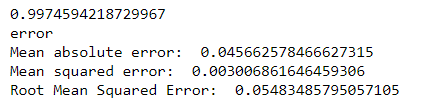 0.9974594218729967
error
Mean absolute error:  0.045662578466627315
Mean squared error:  0.003006861646459306
Root Mean Squared Error:  0.05483485795057105